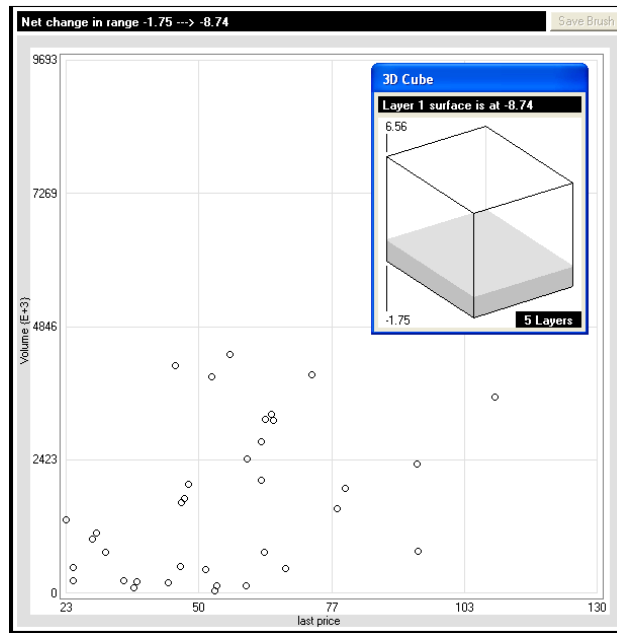 Net change in range -1.75 ---> -8.74
Save Brush
9693
7269
4846
2423
0
Volume {E+3}
23
50
77
103
130
last price
3D Cube
Layer 1 surface is at -8.74
6.56
-1.75
5 Layers